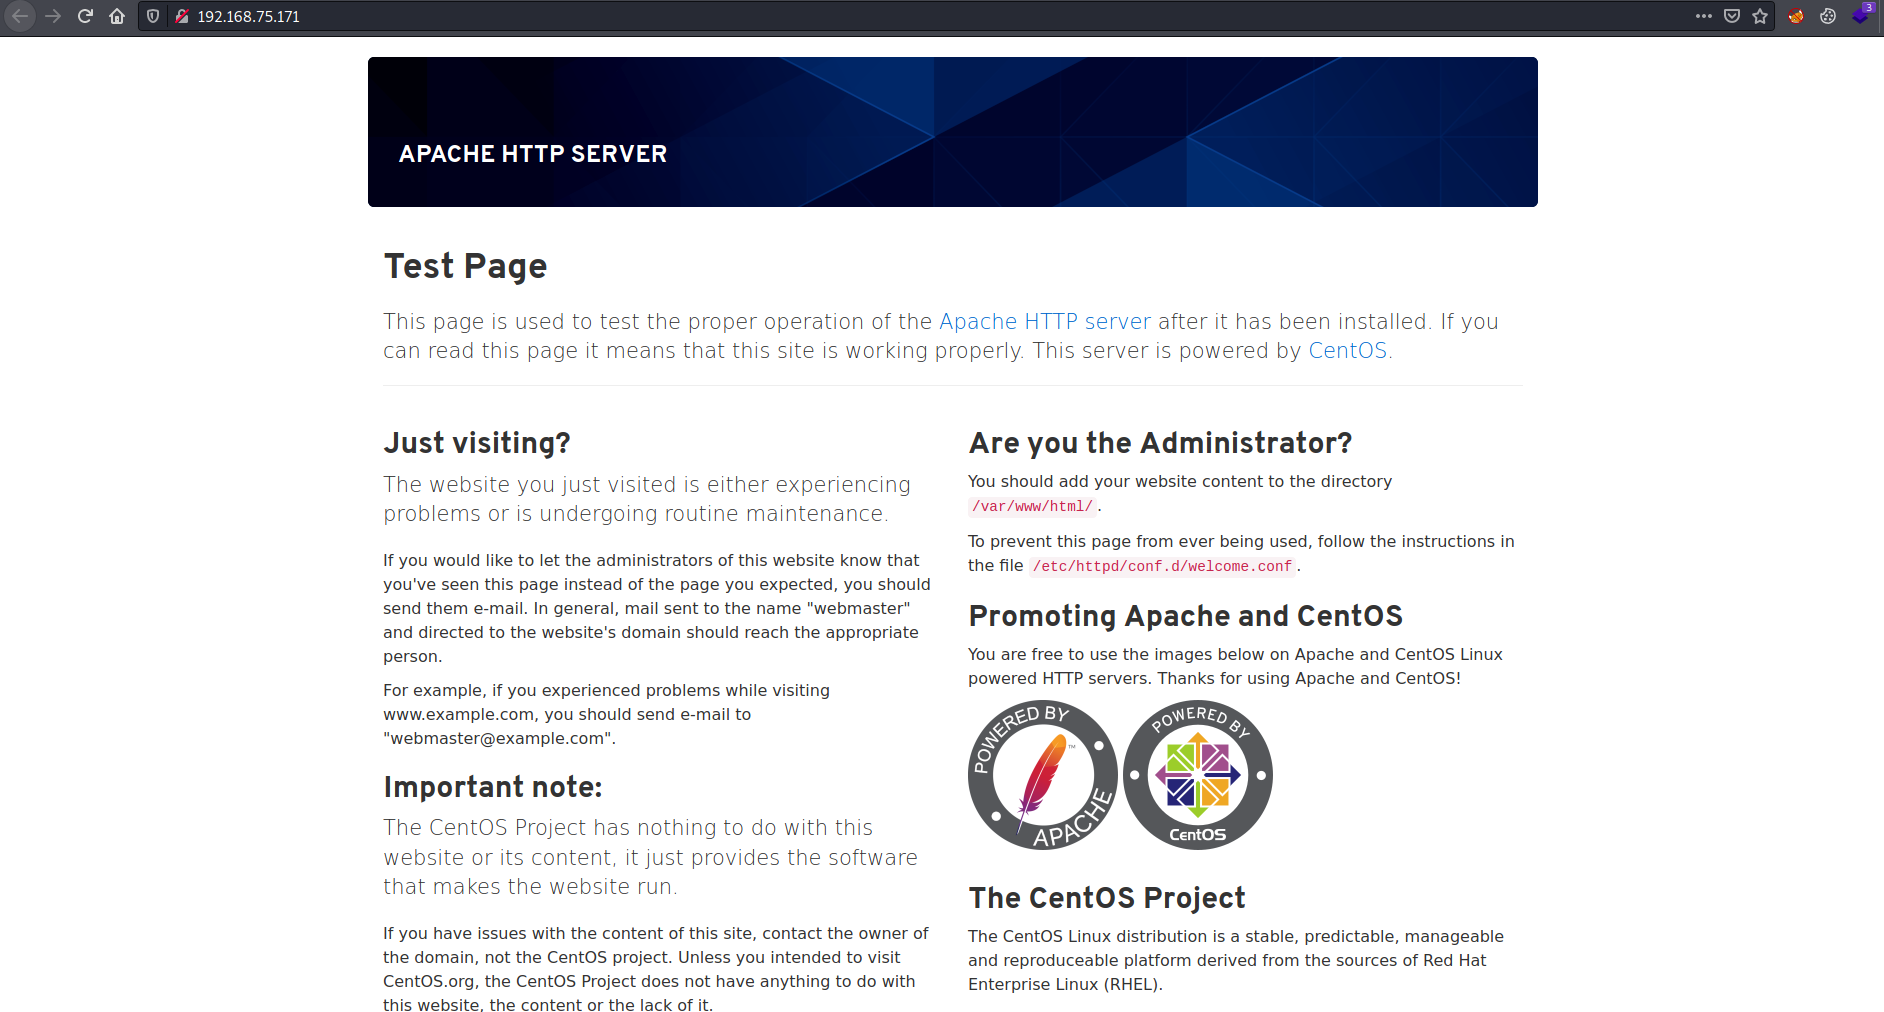 192.168.75.171
3
APACHE HTTP SERVER
Test Page
This page is used to test the proper operation of the Apache HTTP server after it has been installed. If you
can read this page it means that this site is working properly. This server is powered by CentOS.
Just visiting?
The website you just visited is either experiencing
problems or is undergoing routine maintenance.
If you would like to let the administrators of this website know that
you've seen this page instead of the page you expected, you should
send them e-mail. In general, mail sent to the name "webmaster"
and directed to the website's domain should reach the appropriate
person.
For example, if you experienced problems while visiting
www.example.com, you should send e-mail to
"webmaster@example.com".
Important note:
The CentOS Project has nothing to do with this
website or its content, it just provides the software
that makes the website run.
If you have issues with the content of this site, contact the owner of
the domain, not the CentOS project. Unless you intended to visit
CentOS.org, the CentOS Project does not have anything to do with
this website, the content or the lack of it.
Are you the Administrator?
You should add your website content to the directory
/var/www/html/.
To prevent this page from ever being used, follow the instructions in
the file /etc/httpd/conf.d/welcome.conf.
Promoting Apache and CentOS
You are free to use the images below on Apache and CentOS Linux
powered HTTP servers. Thanks for using Apache and CentOS!
POWERED BY
TM
APACHE
POWERED BY
CentOS
The CentOS Project
The CentOS Linux distribution is a stable, predictable, manageable
and reproduceable platform derived from the sources of Red Hat
Enterprise Linux (RHEL).